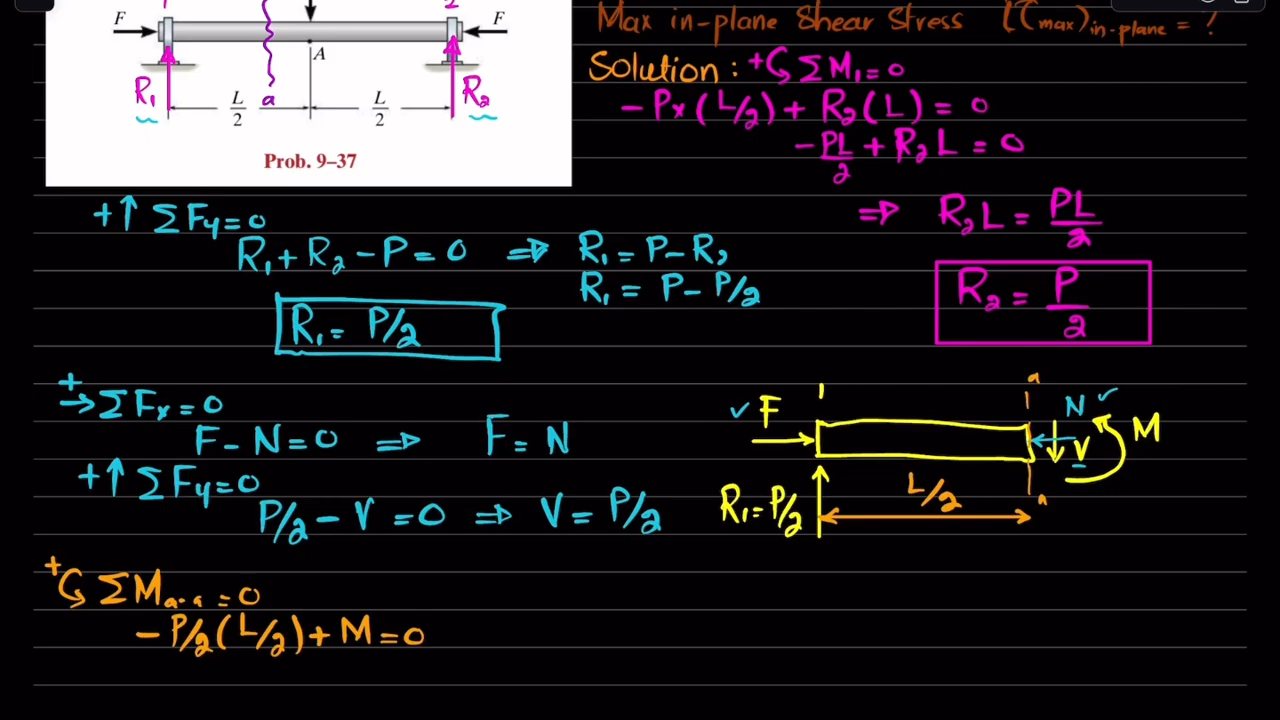 Max in-plane Shear Stress (τmax)in-plane = ?
1 2
F F
A
R₁ a R₂
L/2 L/2
Prob. 9–37
Solution : +↺ ΣM₁ = 0
- P×(L/2) + R₂(L) = 0
- PL/2 + R₂L = 0
⇒ R₂L = PL/2
R₂ = P/2
+↑ ΣFy = 0
R₁ + R₂ - P = 0 ⇒ R₁ = P - R₂
R₁ = P - P/2
R₁ = P/2
+→ ΣFx = 0
F - N = 0 ⇒ F = N
+↑ ΣFy = 0
P/2 - V = 0 ⇒ V = P/2
+↺ ΣMa-a = 0
- P/2 (L/2) + M = 0
1 a
F N
V M
R₁ = P/2 L/2 a